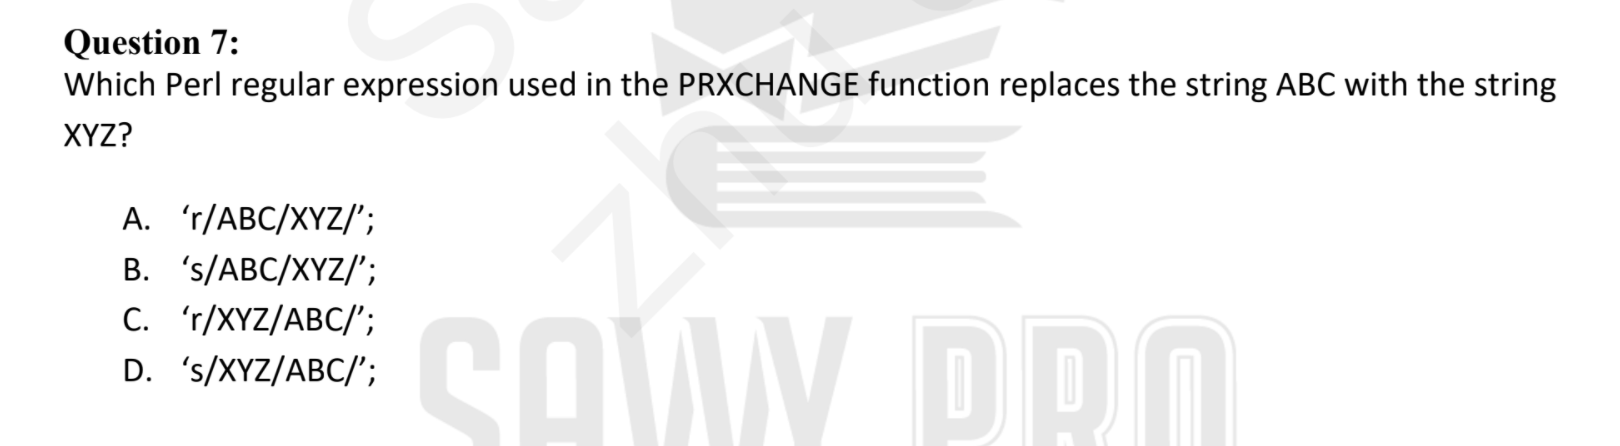 Question 7:
Which Perl regular expression used in the PRXCHANGE function replaces the string ABC with the string
XYZ?
A. ‘r/ABC/XYZ/’;
B. ‘s/ABC/XYZ/’;
C. ‘r/XYZ/ABC/’;
D. ‘s/XYZ/ABC/’;
PRO